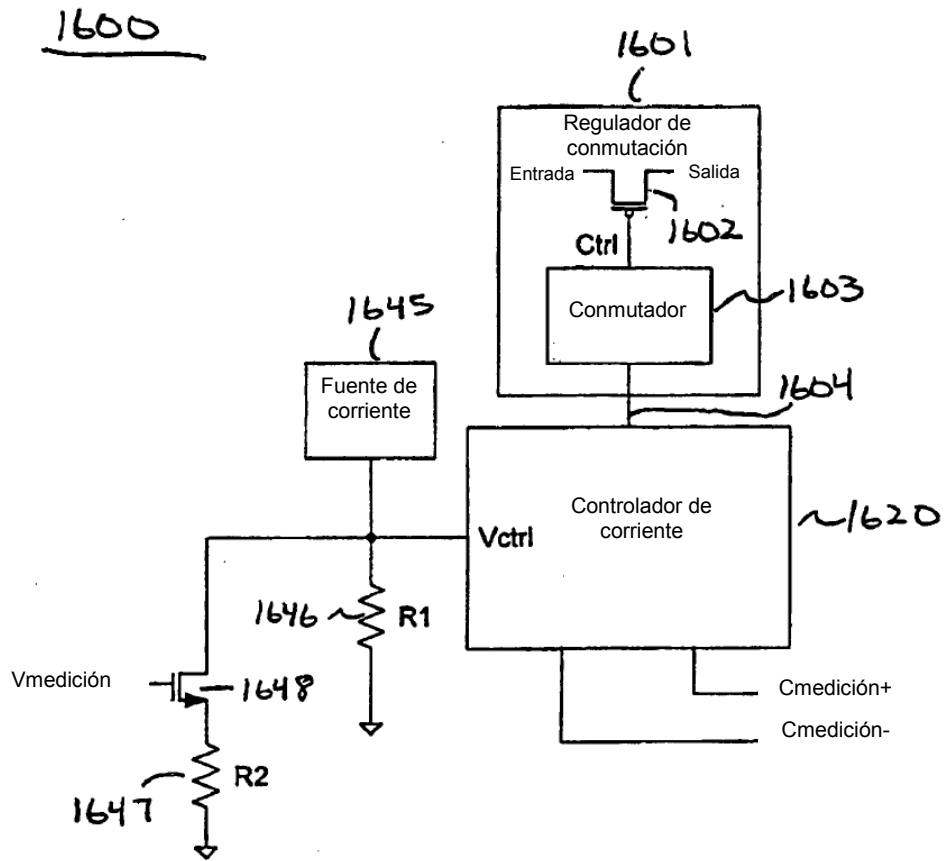 1600
1601
Regulador de
conmutación
Entrada
Salida
1602
Ctrl
Conmutador
1603
1645
Fuente de
corriente
1604
Controlador de
corriente
1620
Vctrl
1646
R1
Vmedición
1648
Cmedición+
Cmedición-
R2
1647